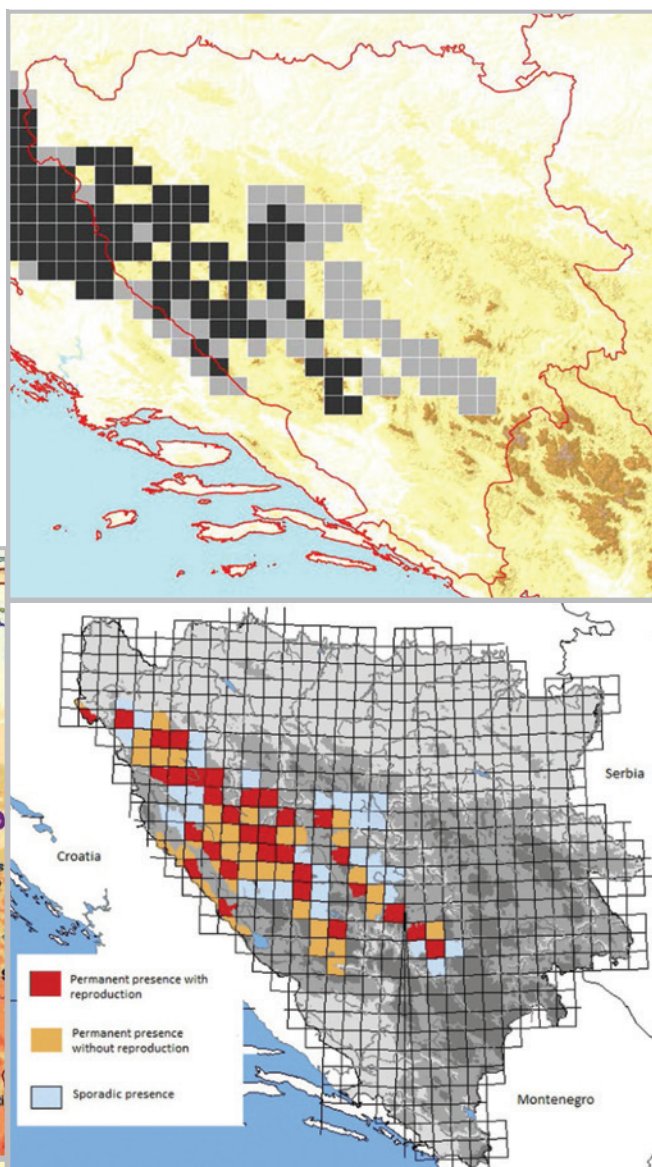 Serbia
Croatia
Permanent presence with
reproduction
Permanent presence
without reproduction
Sporadic presence
Montenegro